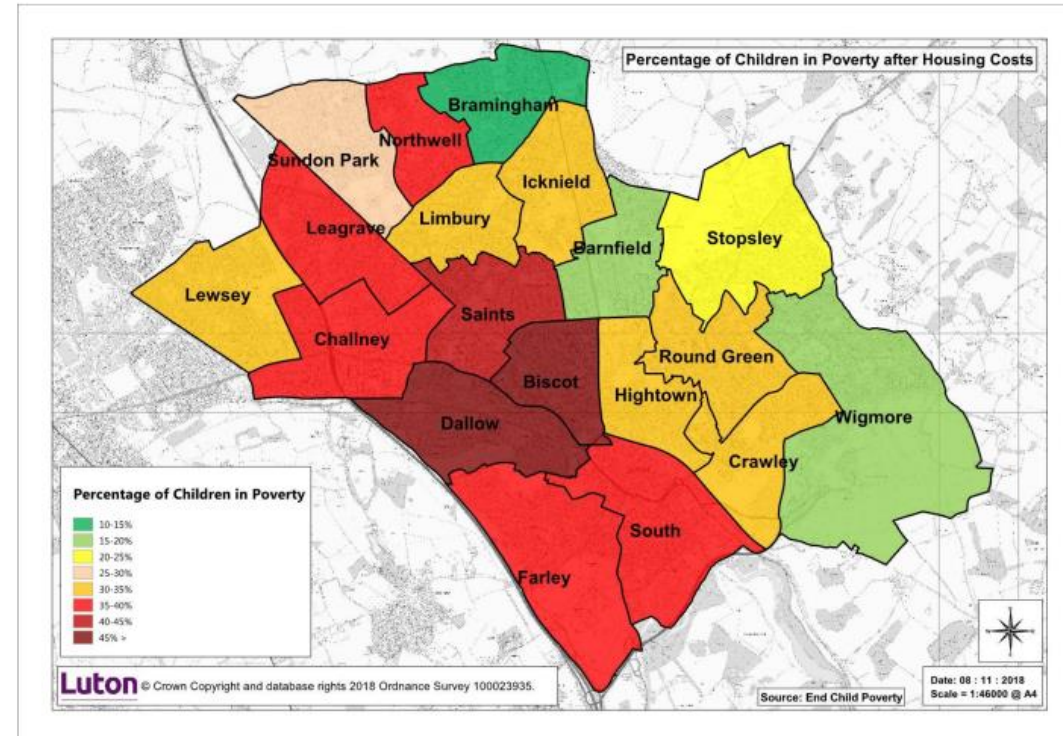 Percentage of Children in Poverty after Housing Costs
Bramingham
Northwell
Sundon Park
Icknield
Limbury
Leagrave
Barnfield
Stopsley
Lewsey
Saints
Challney
Round Green
Biscot
Hightown
Dallow
Wigmore
Crawley
South
Farley
Percentage of Children in Poverty
10-15%
15-20%
20-25%
25-30%
30-35%
35-40%
40-45%
45% >
Luton © Crown Copyright and database rights 2018 Ordnance Survey 100023935.
Source: End Child Poverty
Date: 08 : 11 : 2018
Scale = 1:46000 @ A4